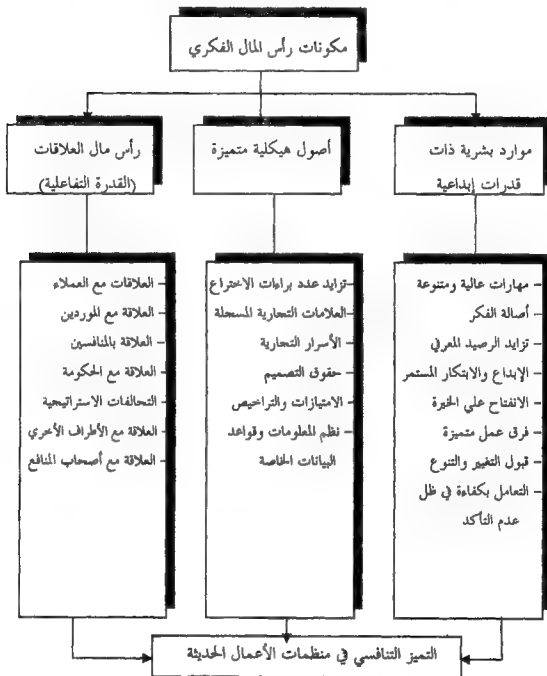 مكونات رأس المال الفكري
موارد بشرية ذات
قدرات إبداعية
أصول هيكلية متميزة
رأس مال العلاقات
(القدرة التفاعلية)
– مهارات عالية ومتنوعة
– أصالة الفكر
– تزايد الرصيد المعرفي
– الإبداع والابتكار المستمر
– الانفتاح علي الخبرة
– فرق عمل متميزة
– قبول التغيير والتنوع
– التعامل بكفاءة في ظل
عدم التأكد
– تزايد عدد براءات الاختراع
– العلامات التجارية المسجلة
– الأسرار التجارية
– حقوق التصميم
– الامتيازات والتراخيص
– نظم المعلومات وقواعد
البيانات الخاصة
– العلاقات مع العملاء
– العلاقة مع الموردين
– العلاقة بالمنافسين
– العلاقة مع الحكومة
– التحالفات الاستراتيجية
– العلاقة مع الأطراف الأخري
– العلاقة مع أصحاب المنافع
التميز التنافسي في منظمات الأعمال الحديثة